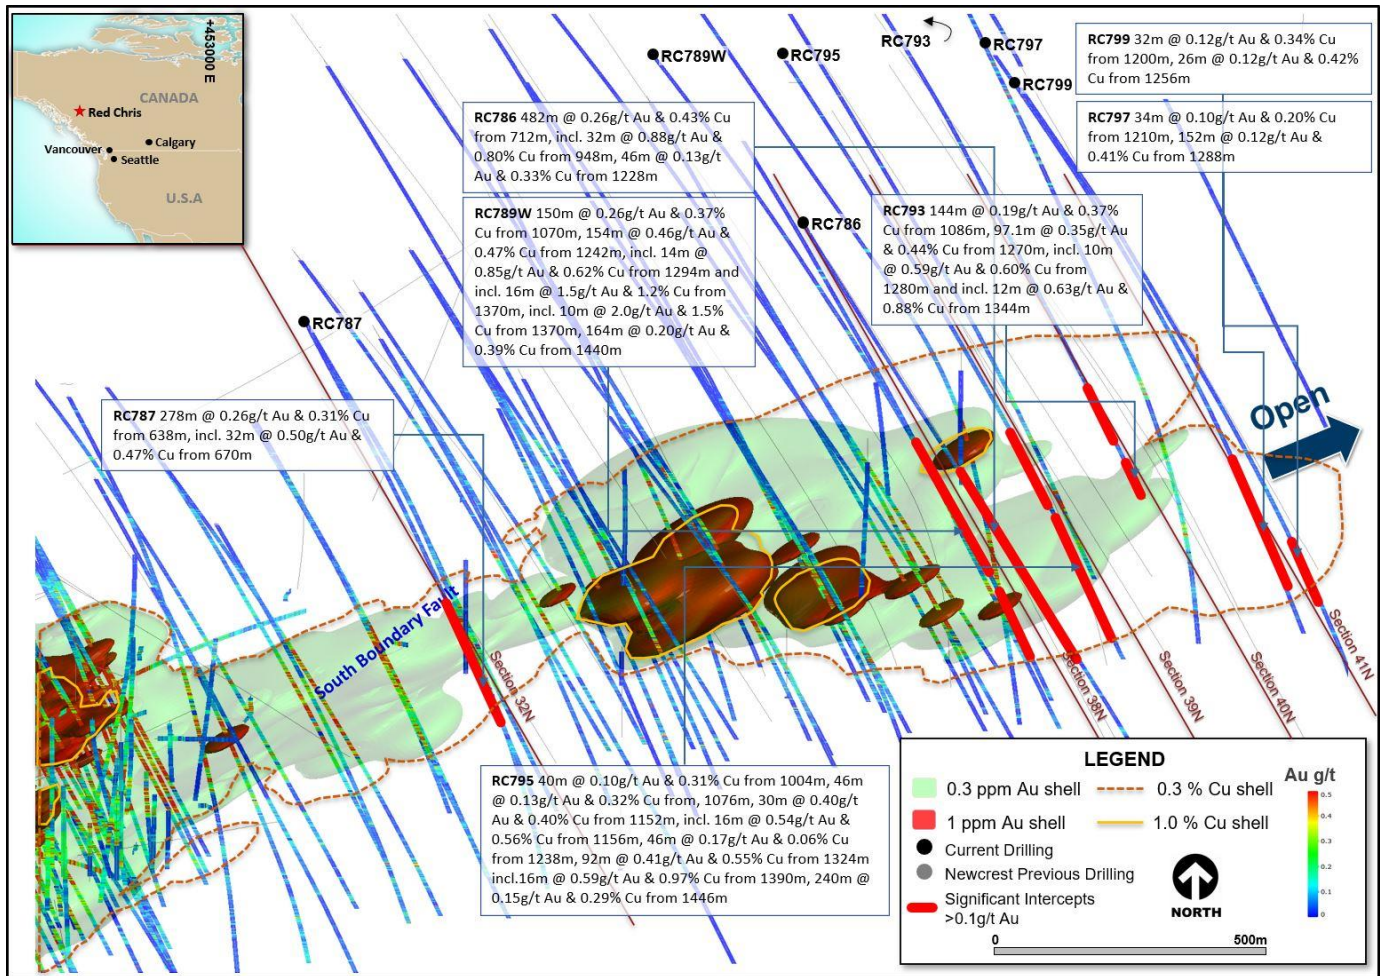 +453000 E
CANADA
Red Chris
Calgary
Vancouver
Seattle
U.S.A
RC789W
RC795
RC793
RC797
RC799
RC786
RC787
RC799 32m @ 0.12g/t Au & 0.34% Cu
from 1200m, 26m @ 0.12g/t Au & 0.42%
Cu from 1256m
RC797 34m @ 0.10g/t Au & 0.20% Cu
from 1210m, 152m @ 0.12g/t Au &
0.41% Cu from 1288m
RC786 482m @ 0.26g/t Au & 0.43% Cu
from 712m, incl. 32m @ 0.88g/t Au &
0.80% Cu from 948m, 46m @ 0.13g/t
Au & 0.33% Cu from 1228m
RC789W 150m @ 0.26g/t Au & 0.37%
Cu from 1070m, 154m @ 0.46g/t Au &
0.47% Cu from 1242m, incl. 14m @
0.85g/t Au & 0.62% Cu from 1294m and
incl. 16m @ 1.5g/t Au & 1.2% Cu from
1370m, incl. 10m @ 2.0g/t Au & 1.5%
Cu from 1370m, 164m @ 0.20g/t Au &
0.39% Cu from 1440m
RC793 144m @ 0.19g/t Au & 0.37%
Cu from 1086m, 97.1m @ 0.35g/t Au
& 0.44% Cu from 1270m, incl. 10m
@ 0.59g/t Au & 0.60% Cu from
1280m and incl. 12m @ 0.63g/t Au &
0.88% Cu from 1344m
RC787 278m @ 0.26g/t Au & 0.31% Cu
from 638m, incl. 32m @ 0.50g/t Au &
0.47% Cu from 670m
Open
South Boundary Fault
Section 32N
Section 38N
Section 39N
Section 40N
Section 41N
RC795 40m @ 0.10g/t Au & 0.31% Cu from 1004m, 46m
@ 0.13g/t Au & 0.32% Cu from, 1076m, 30m @ 0.40g/t
Au & 0.40% Cu from 1152m, incl. 16m @ 0.54g/t Au &
0.56% Cu from 1156m, 46m @ 0.17g/t Au & 0.06% Cu
from 1238m, 92m @ 0.41g/t Au & 0.55% Cu from 1324m
incl.16m @ 0.59g/t Au & 0.97% Cu from 1390m, 240m @
0.15g/t Au & 0.29% Cu from 1446m
LEGEND
0.3 ppm Au shell
0.3 % Cu shell
1 ppm Au shell
1.0 % Cu shell
Current Drilling
Newcrest Previous Drilling
Significant Intercepts
>0.1g/t Au
NORTH
Au g/t
0.5
0.4
0.3
0.2
0.1
0
0
500m